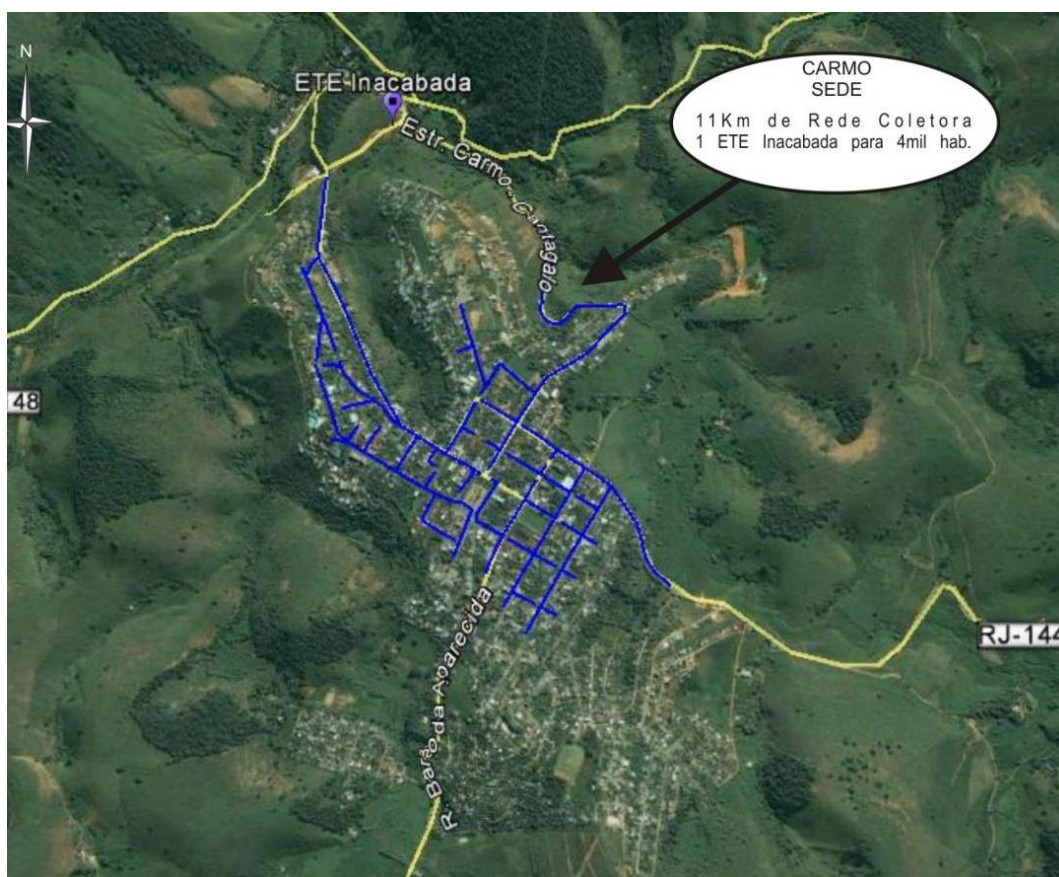 N
ETE Inacabada
CARMO
SEDE
11Km de Rede Coletora
1 ETE Inacabada para 4mil hab.
Estr. Carmo - Cantagalo
48
RJ-144
R. Barão da Aparecida